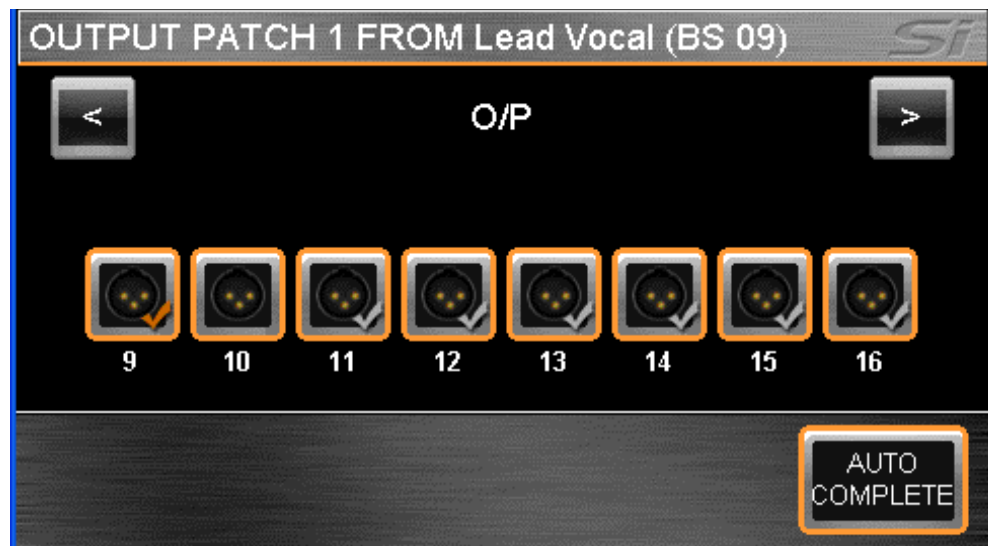 OUTPUT PATCH 1 FROM Lead Vocal (BS 09)
Si
<
O/P
>
9 10 11 12 13 14 15 16
AUTO
COMPLETE